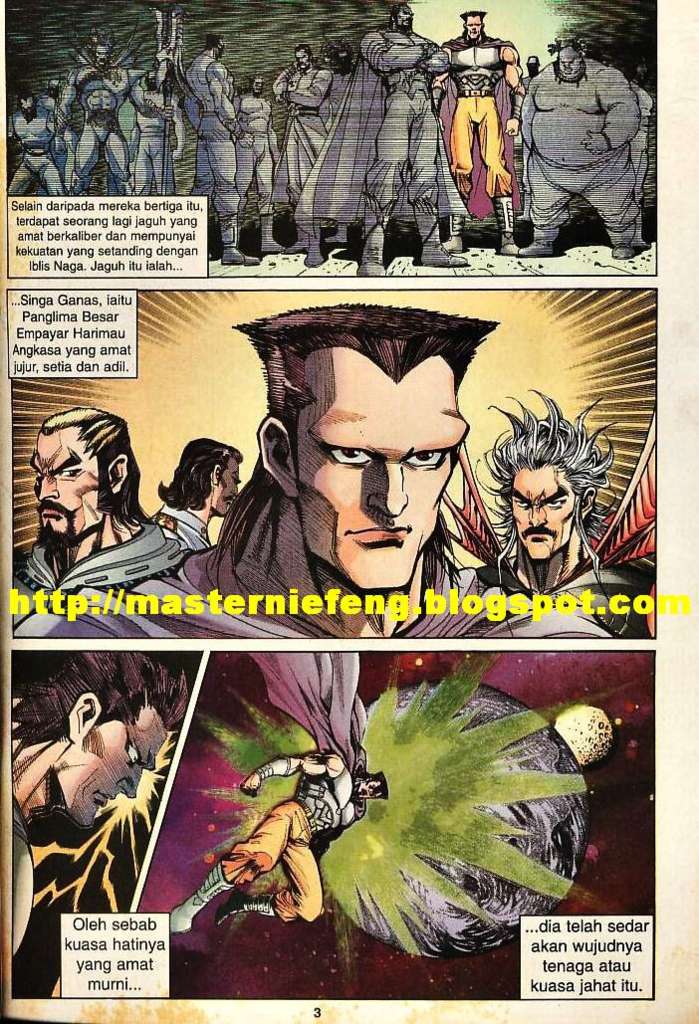 Selain daripada mereka bertiga itu,
terdapat seorang lagi jaguh yang
amat berkaliber dan mempunyai
kekuatan yang setanding dengan
Iblis Naga. Jaguh itu ialah...
...Singa Ganas, iaitu
Panglima Besar
Empayar Harimau
Angkasa yang amat
jujur, setia dan adil.
http://masterniefeng.blogspot.com
Oleh sebab
kuasa hatinya
yang amat
murni...
...dia telah sedar
akan wujudnya
tenaga atau
kuasa jahat itu.
3